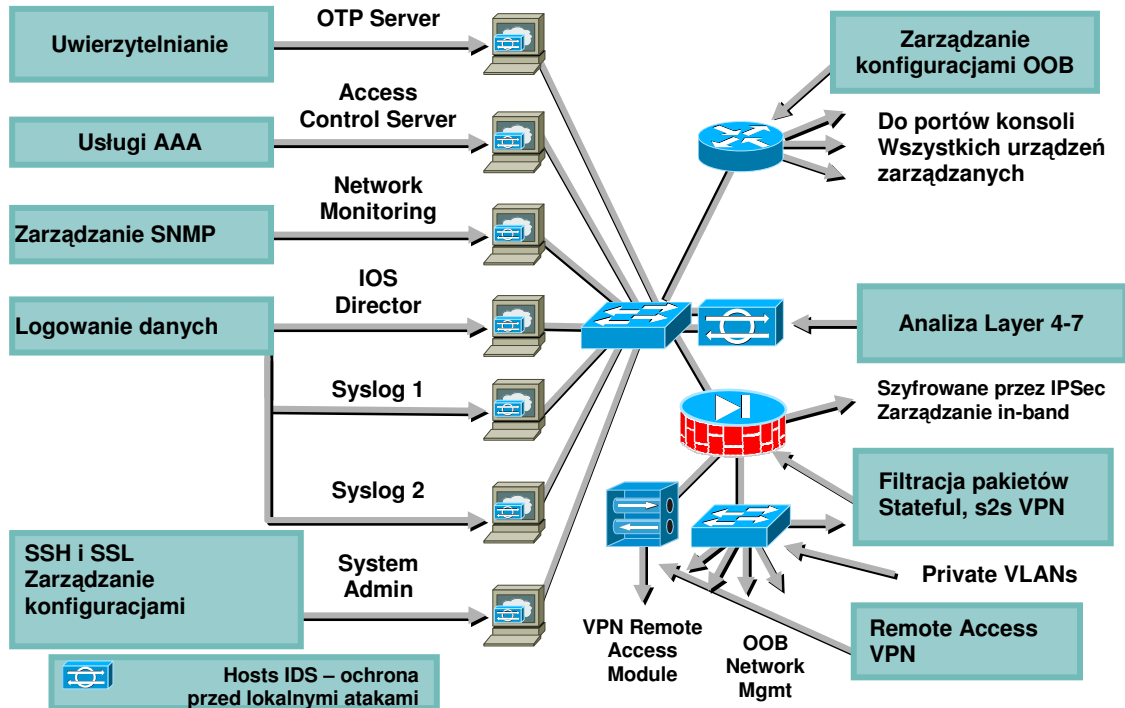 Uwierzytelnianie
OTP Server
Usługi AAA
Access
Control Server
Zarządzanie SNMP
Network
Monitoring
Logowanie danych
IOS
Director
Syslog 1
Syslog 2
SSH i SSL
Zarządzanie
konfiguracjami
System
Admin
Hosts IDS – ochrona
przed lokalnymi atakami
Zarządzanie
konfiguracjami OOB
Do portów konsoli
Wszystkich urządzeń
zarządzanych
Analiza Layer 4-7
Szyfrowane przez IPSec
Zarządzanie in-band
Filtracja pakietów
Stateful, s2s VPN
Private VLANs
Remote Access
VPN
VPN Remote
Access
Module
OOB
Network
Mgmt